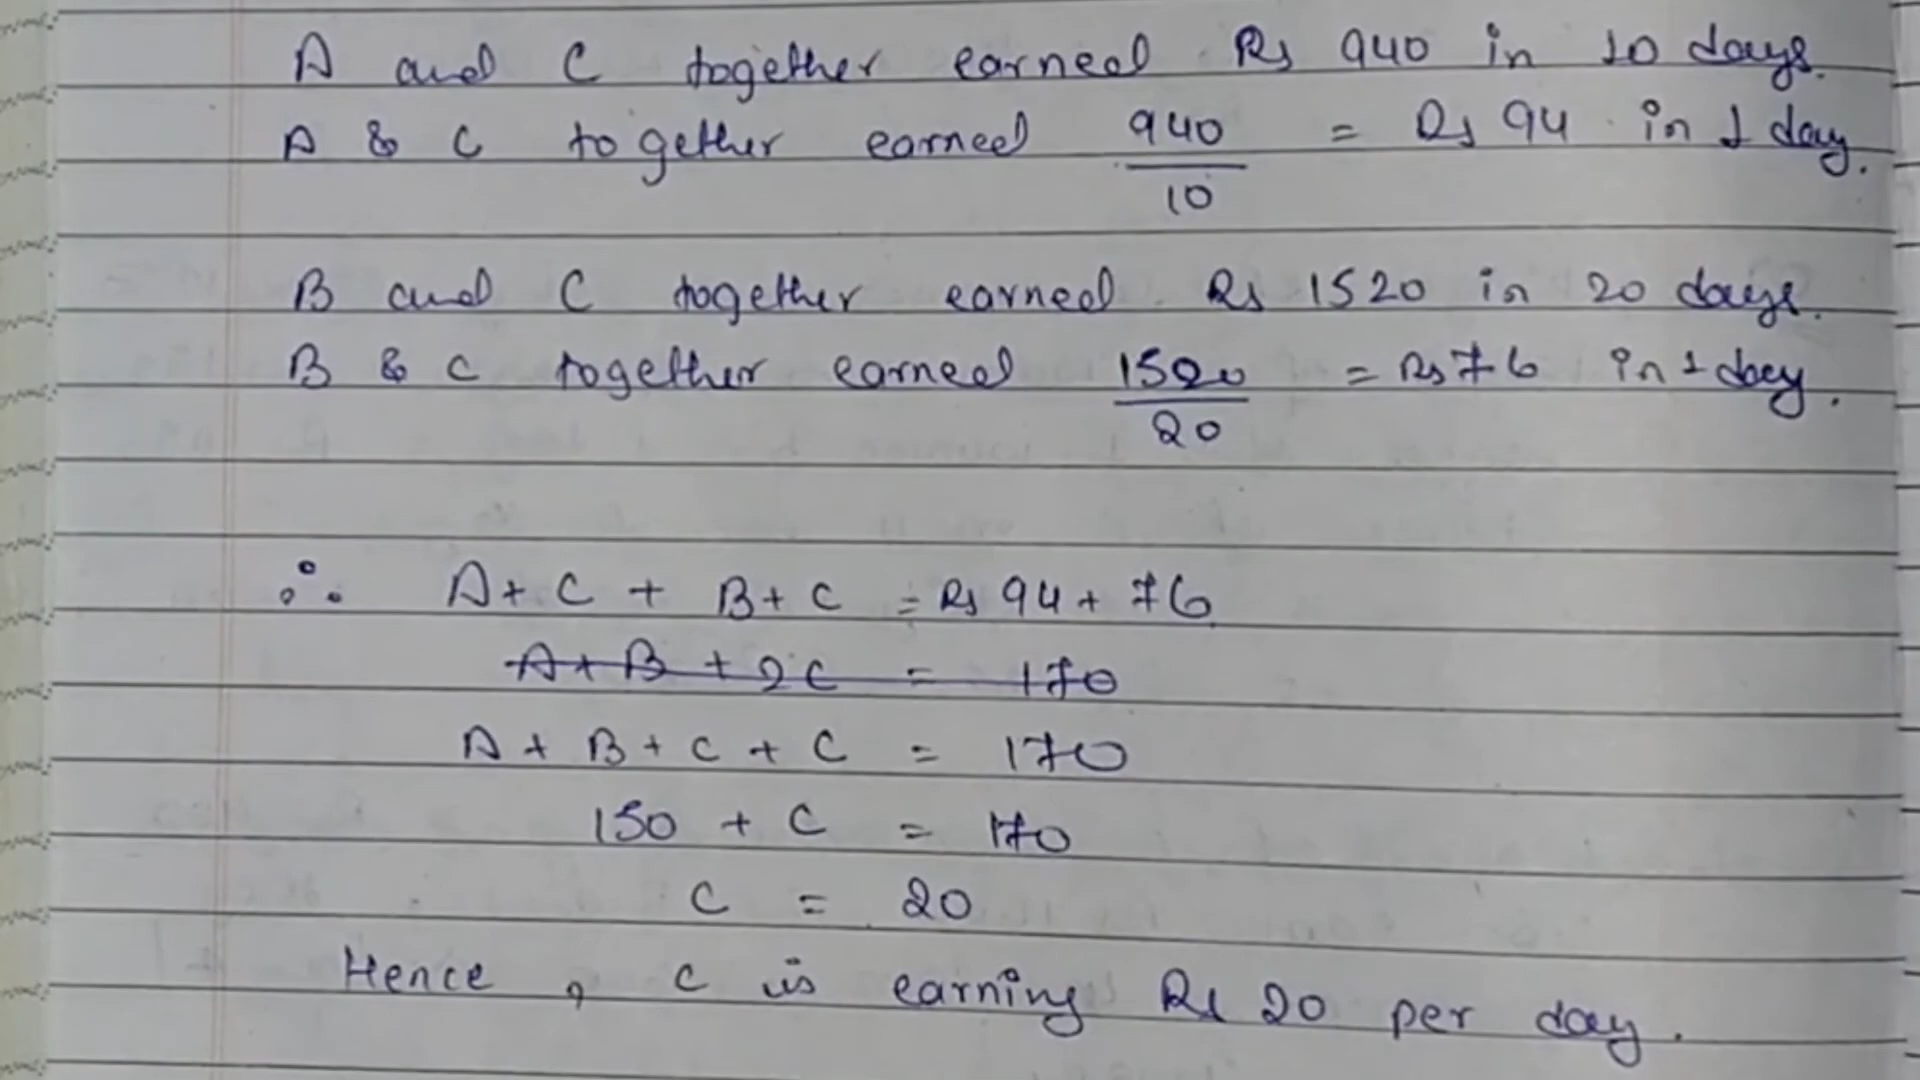 A and C together earned Rs 940 in 10 days.
A & C together earned 940/10 = Rs 94 in 1 day.
B and C together earned Rs 1520 in 20 days.
B & C together earned 1520/20 = Rs 76 in 1 day.
∴ A + C + B + C = Rs 94 + 76
A + B + 2C = 170
A + B + C + C = 170
150 + C = 170
C = 20
Hence, C is earning Rs 20 per day.